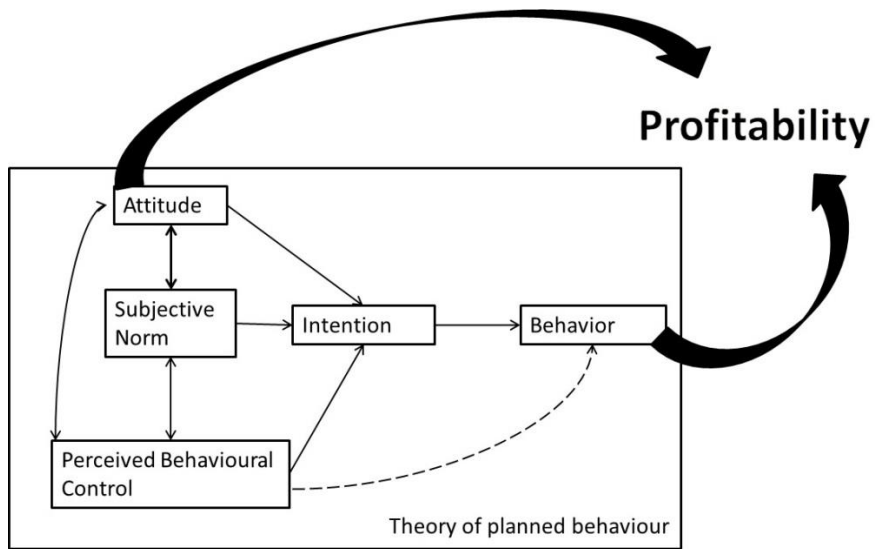 Profitability
Attitude
Subjective
Norm
Intention
Behavior
Perceived Behavioural
Control
Theory of planned behaviour